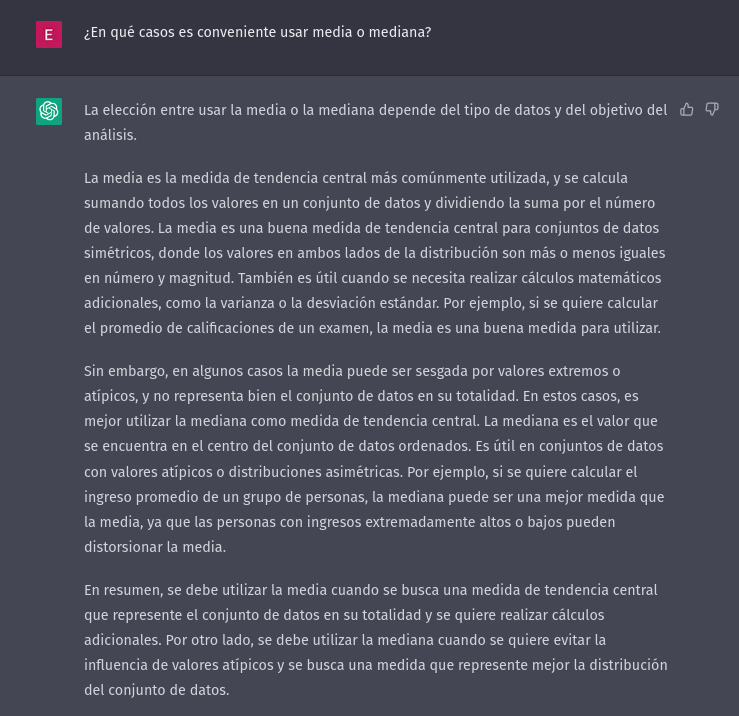 E
¿En qué casos es conveniente usar media o mediana?
La elección entre usar la media o la mediana depende del tipo de datos y del objetivo del
análisis.
La media es la medida de tendencia central más comúnmente utilizada, y se calcula
sumando todos los valores en un conjunto de datos y dividiendo la suma por el número
de valores. La media es una buena medida de tendencia central para conjuntos de datos
simétricos, donde los valores en ambos lados de la distribución son más o menos iguales
en número y magnitud. También es útil cuando se necesita realizar cálculos matemáticos
adicionales, como la varianza o la desviación estándar. Por ejemplo, si se quiere calcular
el promedio de calificaciones de un examen, la media es una buena medida para utilizar.
Sin embargo, en algunos casos la media puede ser sesgada por valores extremos o
atípicos, y no representa bien el conjunto de datos en su totalidad. En estos casos, es
mejor utilizar la mediana como medida de tendencia central. La mediana es el valor que
se encuentra en el centro del conjunto de datos ordenados. Es útil en conjuntos de datos
con valores atípicos o distribuciones asimétricas. Por ejemplo, si se quiere calcular el
ingreso promedio de un grupo de personas, la mediana puede ser una mejor medida que
la media, ya que las personas con ingresos extremadamente altos o bajos pueden
distorsionar la media.
En resumen, se debe utilizar la media cuando se busca una medida de tendencia central
que represente el conjunto de datos en su totalidad y se quiere realizar cálculos
adicionales. Por otro lado, se debe utilizar la mediana cuando se quiere evitar la
influencia de valores atípicos y se busca una medida que represente mejor la distribución
del conjunto de datos.